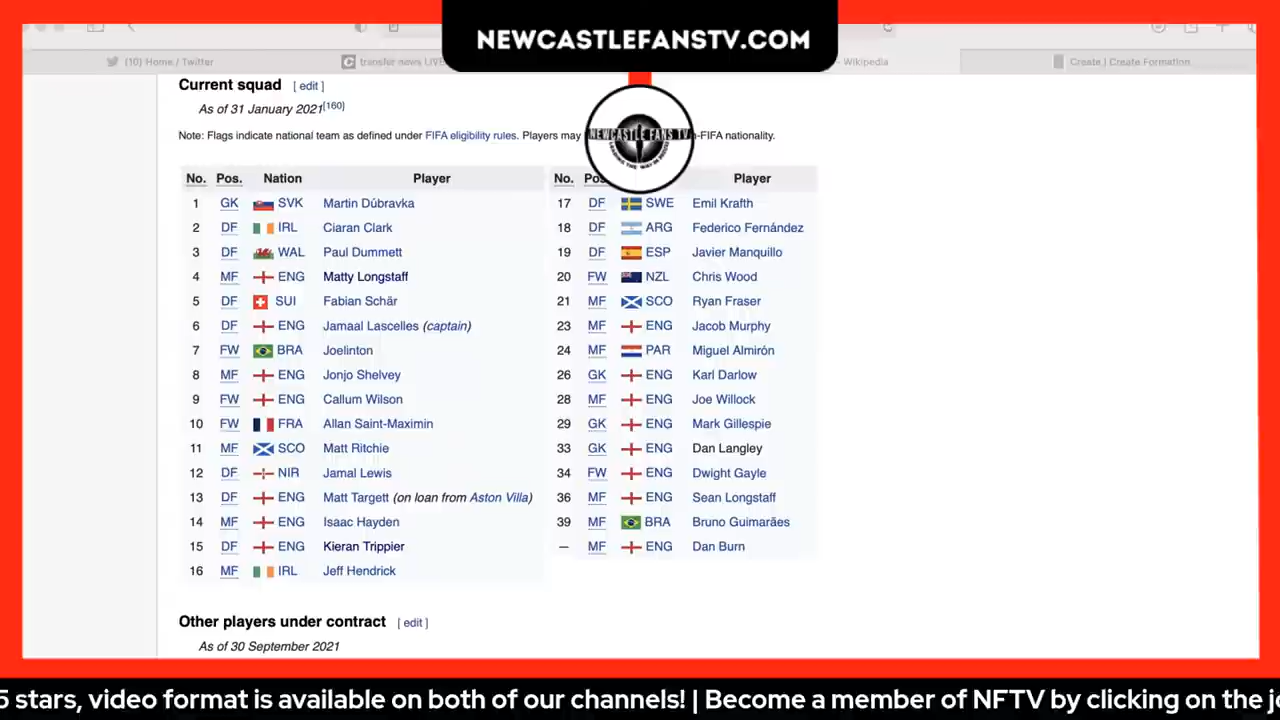 NEWCASTLEFANSTV.COM
(10) Home / Twitter
transfer news LIVE
- Wikipedia
Create | Create Formation
Current squad [ edit ]
As of 31 January 2021[160]
Note: Flags indicate national team as defined under FIFA eligibility rules. Players may
-FIFA nationality.
NEWCASTLE FANS TV
No. Pos. Nation Player
1 GK SVK Martin Dúbravka
2 DF IRL Ciaran Clark
3 DF WAL Paul Dummett
4 MF ENG Matty Longstaff
5 DF SUI Fabian Schär
6 DF ENG Jamaal Lascelles (captain)
7 FW BRA Joelinton
8 MF ENG Jonjo Shelvey
9 FW ENG Callum Wilson
10 FW FRA Allan Saint-Maximin
11 MF SCO Matt Ritchie
12 DF NIR Jamal Lewis
13 DF ENG Matt Targett (on loan from Aston Villa)
14 MF ENG Isaac Hayden
15 DF ENG Kieran Trippier
16 MF IRL Jeff Hendrick
No. Pos Player
17 DF SWE Emil Krafth
18 DF ARG Federico Fernández
19 DF ESP Javier Manquillo
20 FW NZL Chris Wood
21 MF SCO Ryan Fraser
23 MF ENG Jacob Murphy
24 MF PAR Miguel Almirón
26 GK ENG Karl Darlow
28 MF ENG Joe Willock
29 GK ENG Mark Gillespie
33 GK ENG Dan Langley
34 FW ENG Dwight Gayle
36 MF ENG Sean Longstaff
39 MF BRA Bruno Guimarães
— MF ENG Dan Burn
Other players under contract [ edit ]
As of 30 September 2021
5 stars, video format is available on both of our channels! | Become a member of NFTV by clicking on the jo